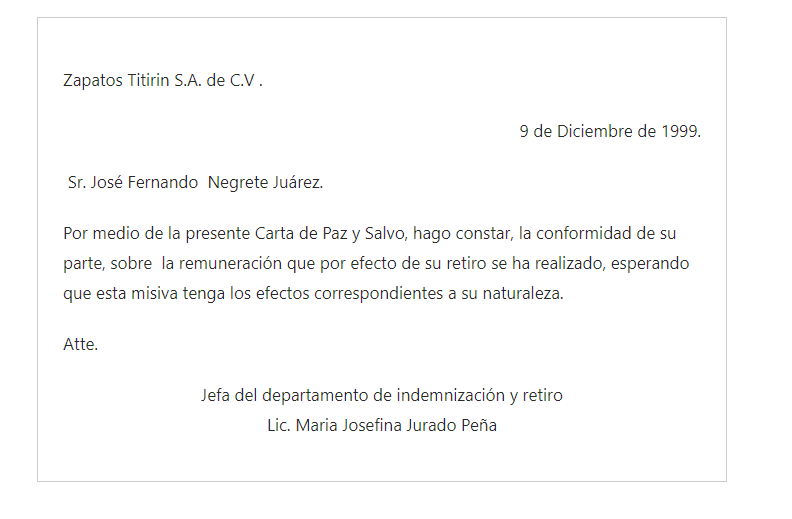 Zapatos Titirin S.A. de C.V .
9 de Diciembre de 1999.
Sr. José Fernando  Negrete Juárez.
Por medio de la presente Carta de Paz y Salvo, hago constar, la conformidad de su
parte, sobre  la remuneración que por efecto de su retiro se ha realizado, esperando
que esta misiva tenga los efectos correspondientes a su naturaleza.
Atte.
Jefa del departamento de indemnización y retiro
Lic. Maria Josefina Jurado Peña